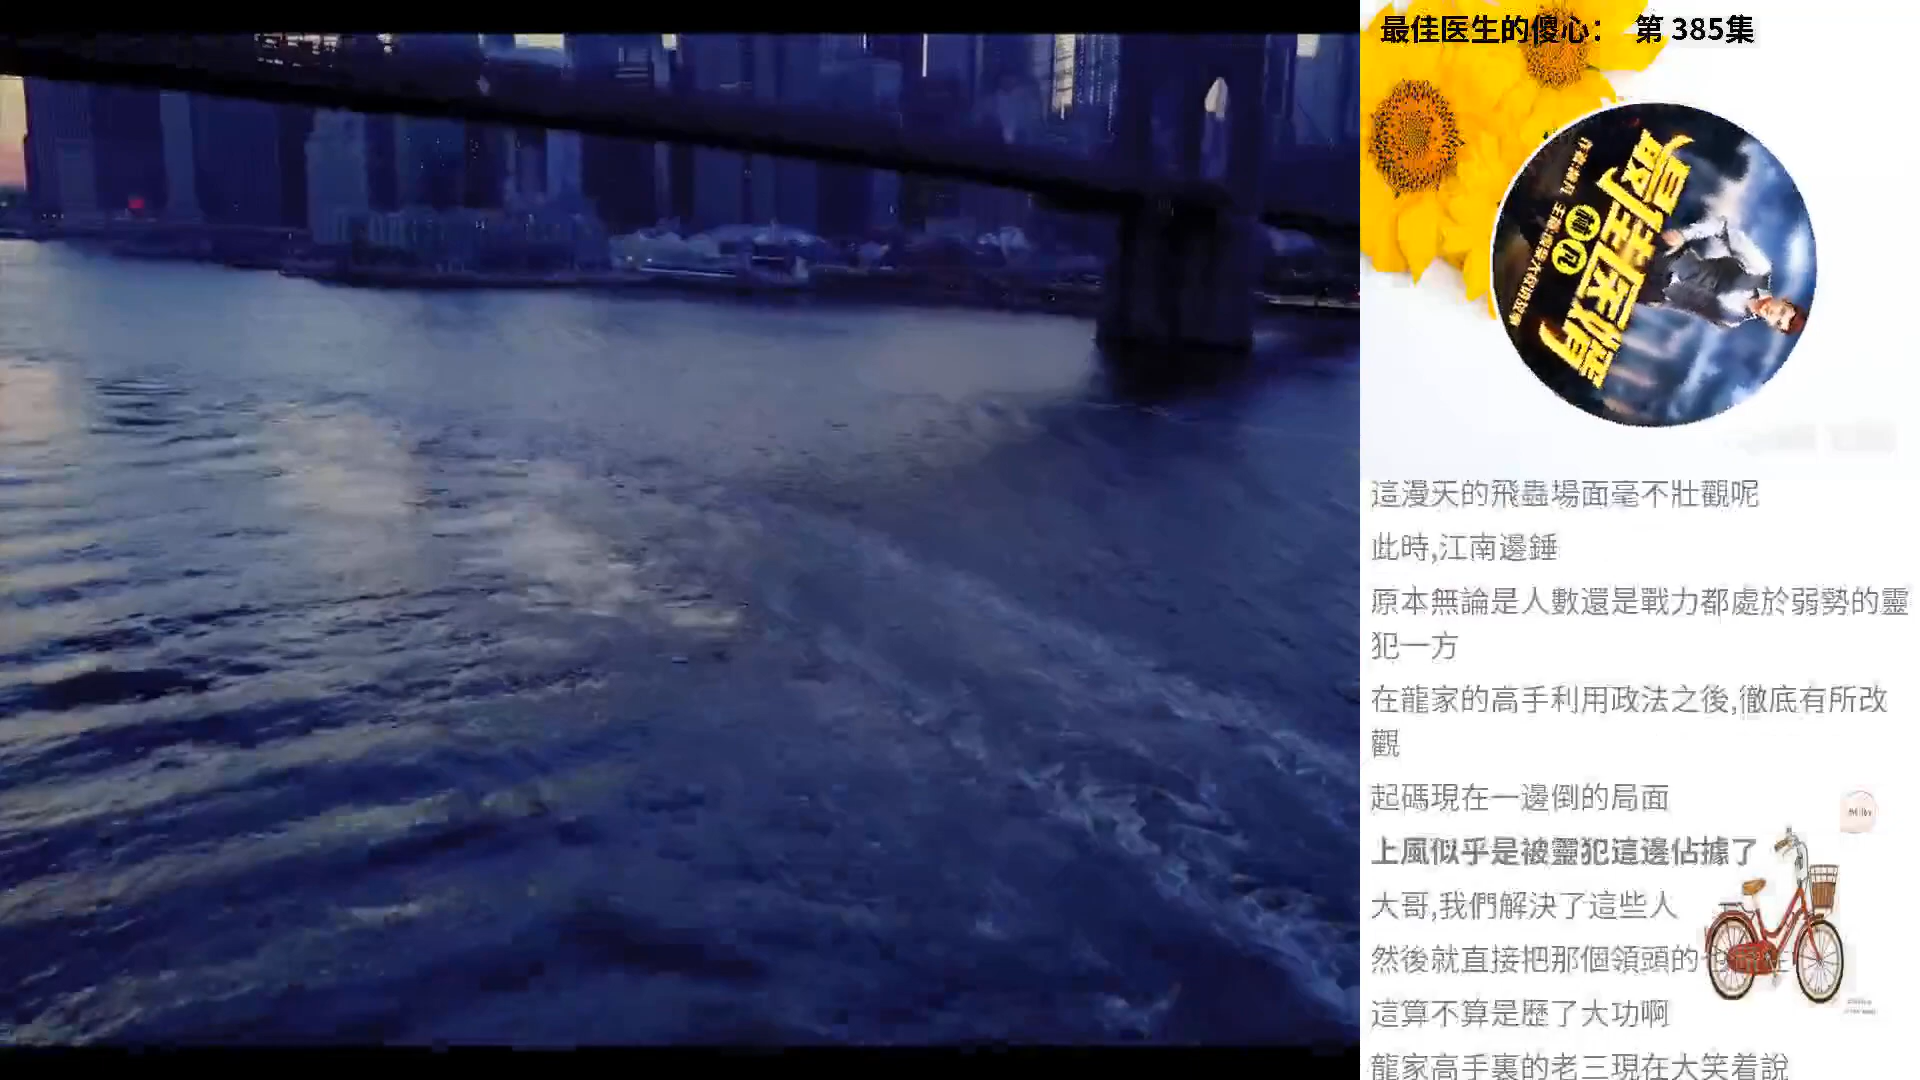 最佳医生的傻心： 第 385集
最佳医婿
這漫天的飛蟲場面毫不壯觀呢
此時,江南邊錘
原本無論是人數還是戰力都處於弱勢的靈
犯一方
在龍家的高手利用政法之後,徹底有所改
觀
起碼現在一邊倒的局面
上風似乎是被靈犯這邊佔據了
大哥,我們解決了這些人
然後就直接把那個領頭的
這算不算是歷了大功啊
龍家高手裏的老三現在大笑着說